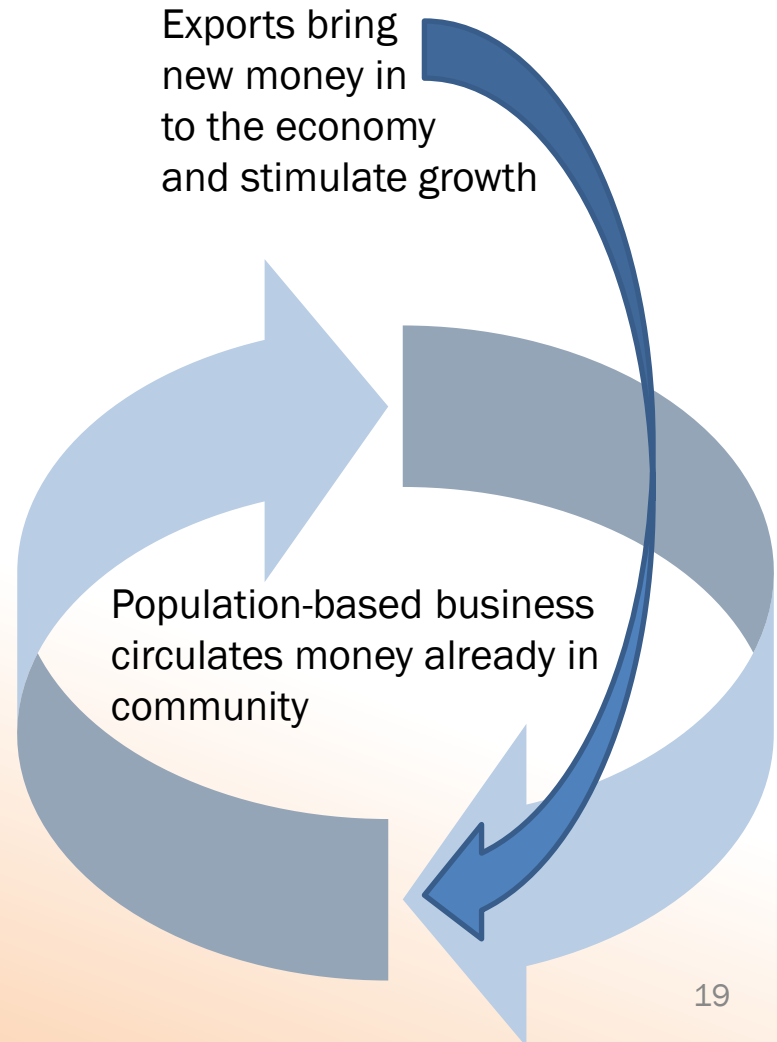 Exports bring
new money in
to the economy
and stimulate growth
Population-based business
circulates money already in
community
19